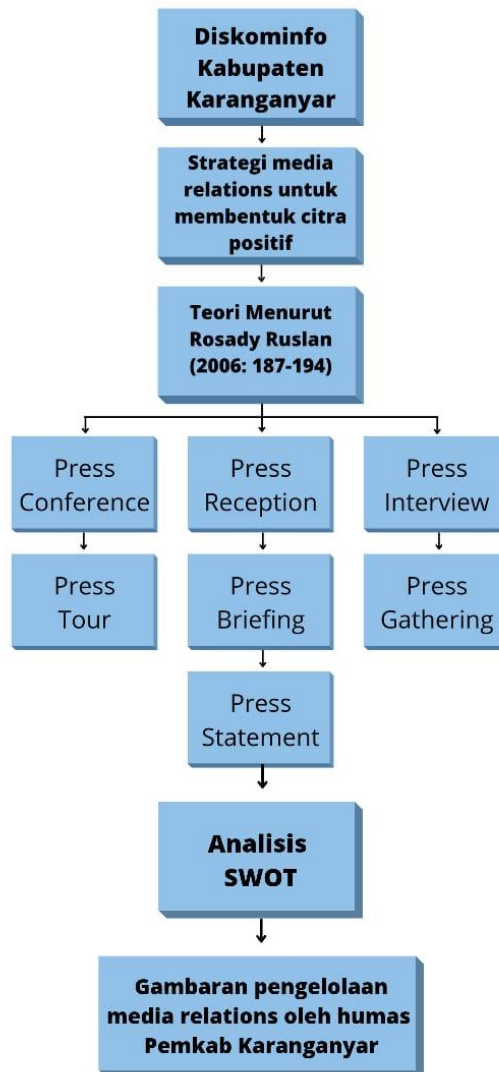 Diskominfo
Kabupaten
Karanganyar
Strategi media
relations untuk
membentuk citra
positif
Teori Menurut
Rosady Ruslan
(2006: 187-194)
Press
Conference
Press
Reception
Press
Interview
Press
Tour
Press
Briefing
Press
Gathering
Press
Statement
Analisis
SWOT
Gambaran pengelolaan
media relations oleh humas
Pemkab Karanganyar